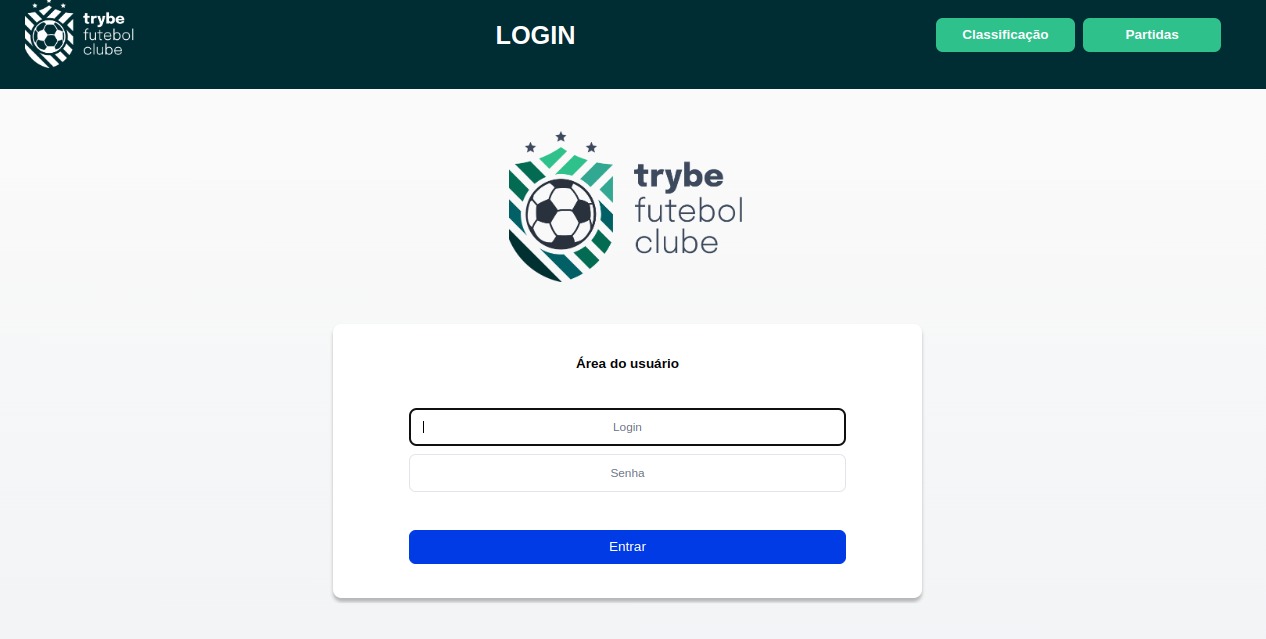 trybe
futebol
clube
LOGIN
Classificação
Partidas
trybe
futebol
clube
Área do usuário
Login
Senha
Entrar